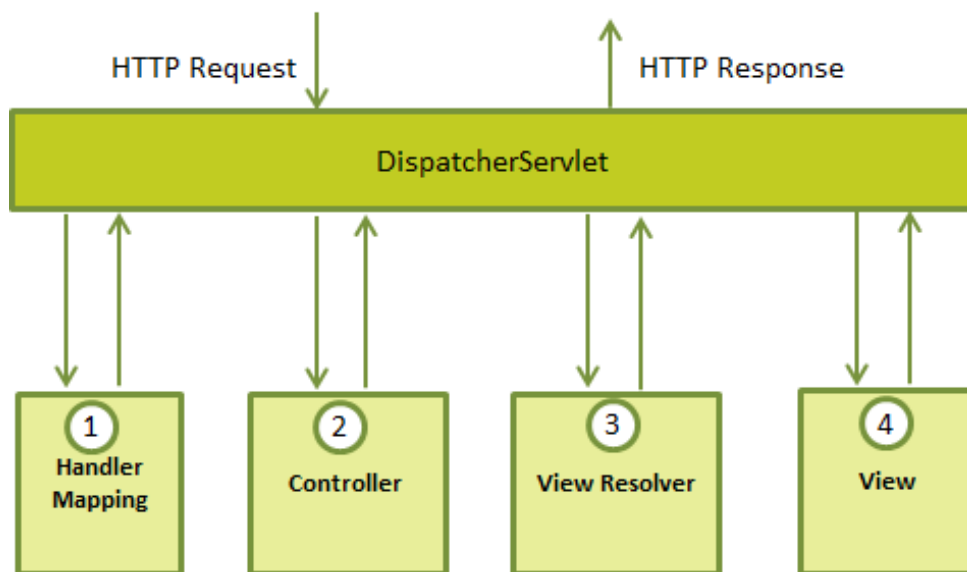 HTTP Request
HTTP Response
DispatcherServlet
1
Handler
Mapping
2
Controller
3
View Resolver
4
View